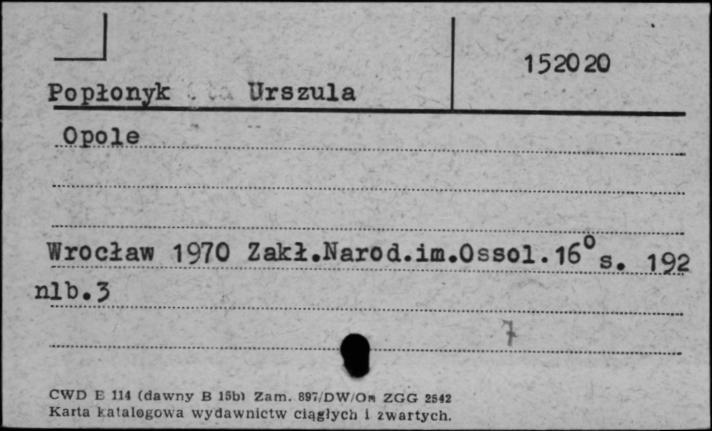 152020
Popłonyk Urszula
Opole
Wrocław 1970 Zakł.Narod.im.Ossol.16° s. 192
nlb.3
7
CWD E 114 (dawny B 15b) Zam. 897/DW/Om ZGG 2542
Karta katalogowa wydawnictw ciągłych i zwartych.